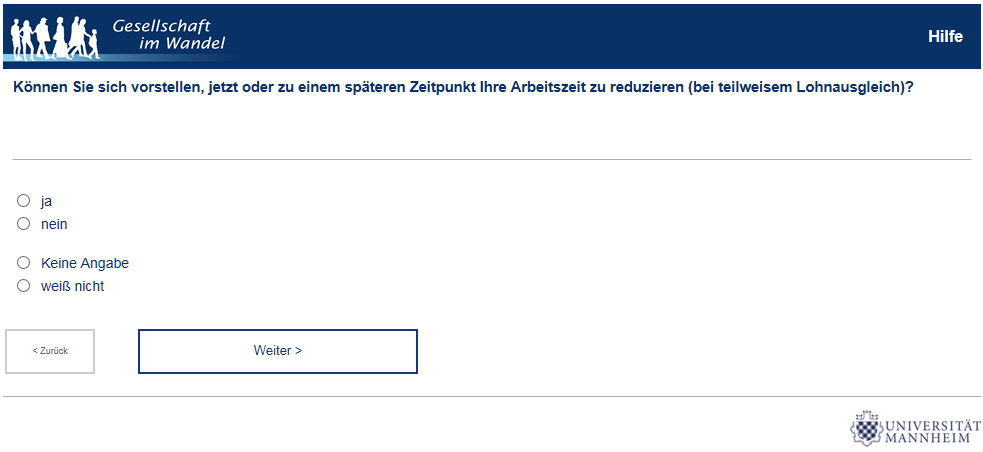 Gesellschaft
im Wandel
Hilfe
Können Sie sich vorstellen, jetzt oder zu einem späteren Zeitpunkt Ihre Arbeitszeit zu reduzieren (bei teilweisem Lohnausgleich)?
ja
nein
Keine Angabe
weiß nicht
< Zurück
Weiter >
UNIVERSITÄT
MANNHEIM